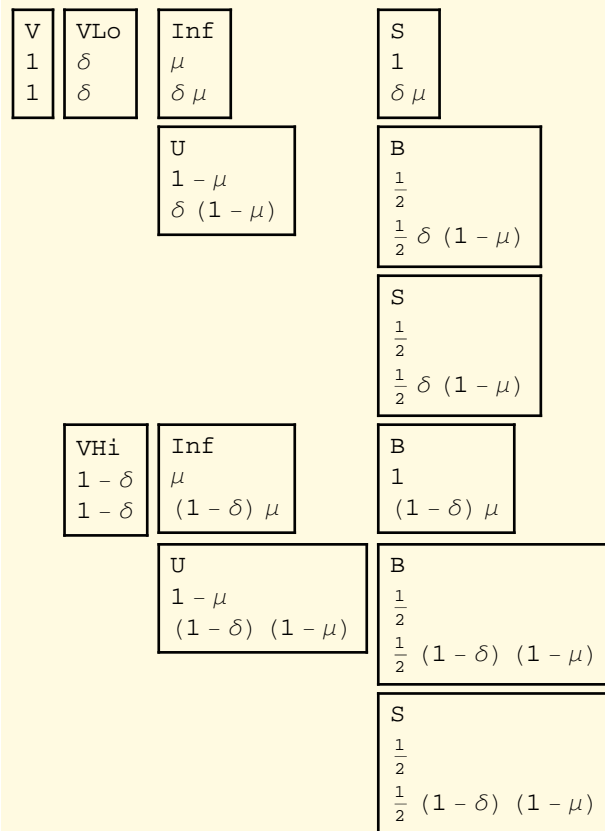 V VLo Inf S
1 δ μ 1
1 δ δ μ δ μ
U B
1 − μ 1/2
δ (1 − μ) 1/2 δ (1 − μ)
S
1/2
1/2 δ (1 − μ)
VHi Inf B
1 − δ μ 1
1 − δ (1 − δ) μ (1 − δ) μ
U B
1 − μ 1/2
(1 − δ) (1 − μ) 1/2 (1 − δ) (1 − μ)
S
1/2
1/2 (1 − δ) (1 − μ)